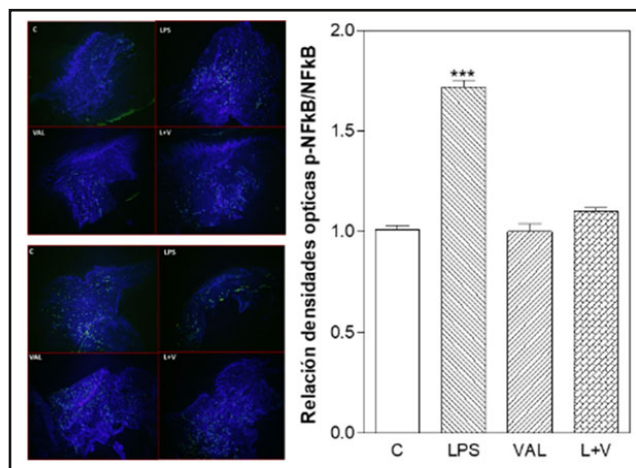 C
LPS
VAL
L+V
C
LPS
VAL
L+V
Relación densidades opticas p-NFkB/NFkB
2.0
1.5
1.0
0.5
0.0
***
C LPS VAL L+V